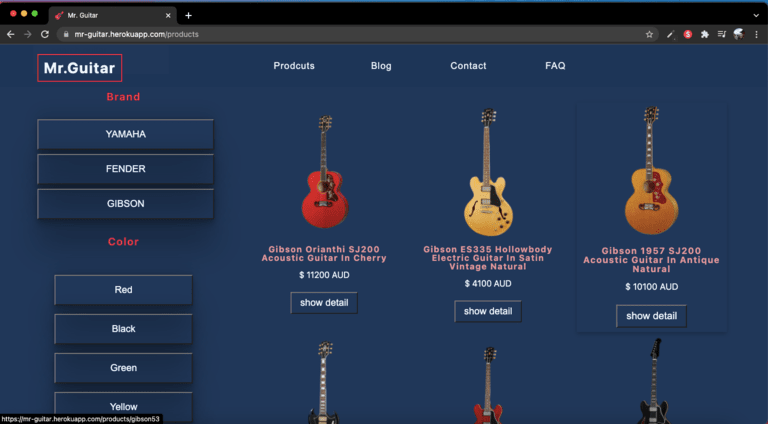 Mr. Guitar
mr-guitar.herokuapp.com/products
Mr.Guitar
Prodcuts
Blog
Contact
FAQ
Brand
YAMAHA
FENDER
GIBSON
Color
Red
Black
Green
Yellow
Gibson Orianthi SJ200
Acoustic Guitar In Cherry
$ 11200 AUD
show detail
Gibson ES335 Hollowbody
Electric Guitar In Satin
Vintage Natural
$ 4100 AUD
show detail
Gibson 1957 SJ200
Acoustic Guitar In Antique
Natural
$ 10100 AUD
show detail
https://mr-guitar.herokuapp.com/products/gibson53